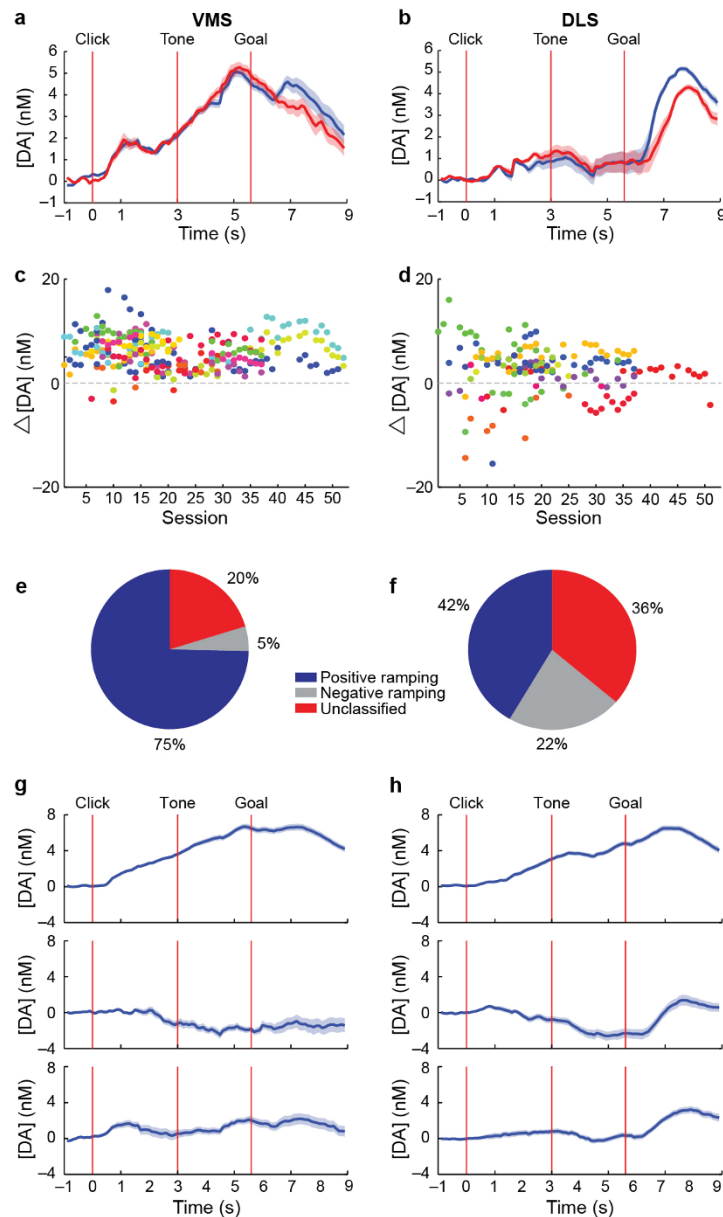 a VMS b DLS
Click Tone Goal Click Tone Goal
6 6
5 5
4 4
3 3
2 2
1 1
0 0
–1 –1
[DA] (nM) [DA] (nM)
–1 0 1 3 5 7 9 –1 0 1 3 5 7 9
Time (s) Time (s)
c d
20 20
0 0
–20 –20
△[DA] (nM) △[DA] (nM)
5 10 15 20 25 30 35 40 45 50 5 10 15 20 25 30 35 40 45 50
Session Session
e f
20% 42% 36%
5%
Positive ramping
Negative ramping
Unclassified
75% 22%
g h
Click Tone Goal Click Tone Goal
8 8
4 4
0 0
–4 –4
[DA] (nM) [DA] (nM)
8 8
4 4
0 0
–4 –4
[DA] (nM) [DA] (nM)
8 8
4 4
0 0
–4 –4
[DA] (nM) [DA] (nM)
–1 0 1 2 3 4 5 6 7 8 9 –1 0 1 2 3 4 5 6 7 8 9
Time (s) Time (s)